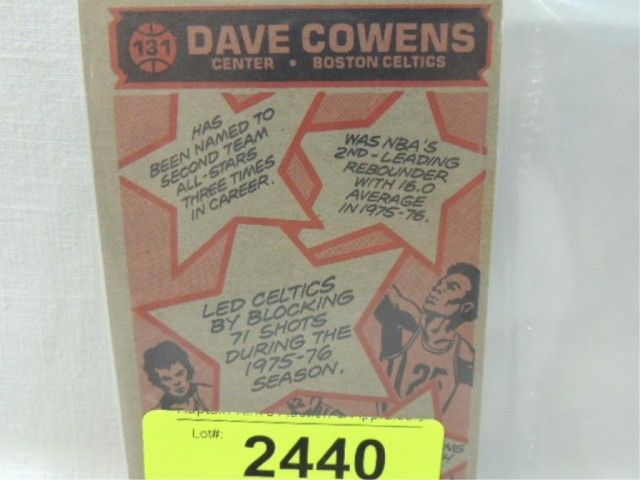 131 DAVE COWENS
CENTER • BOSTON CELTICS
HAS
BEEN NAMED TO
SECOND TEAM
ALL-STARS
THREE TIMES
IN CAREER.
WAS NBA'S
2ND-LEADING
REBOUNDER
WITH 16.0
AVERAGE
IN 1975-76.
LED CELTICS
BY BLOCKING
71 SHOTS
DURING THE
1975-76
SEASON.
25
Lot#:
2440